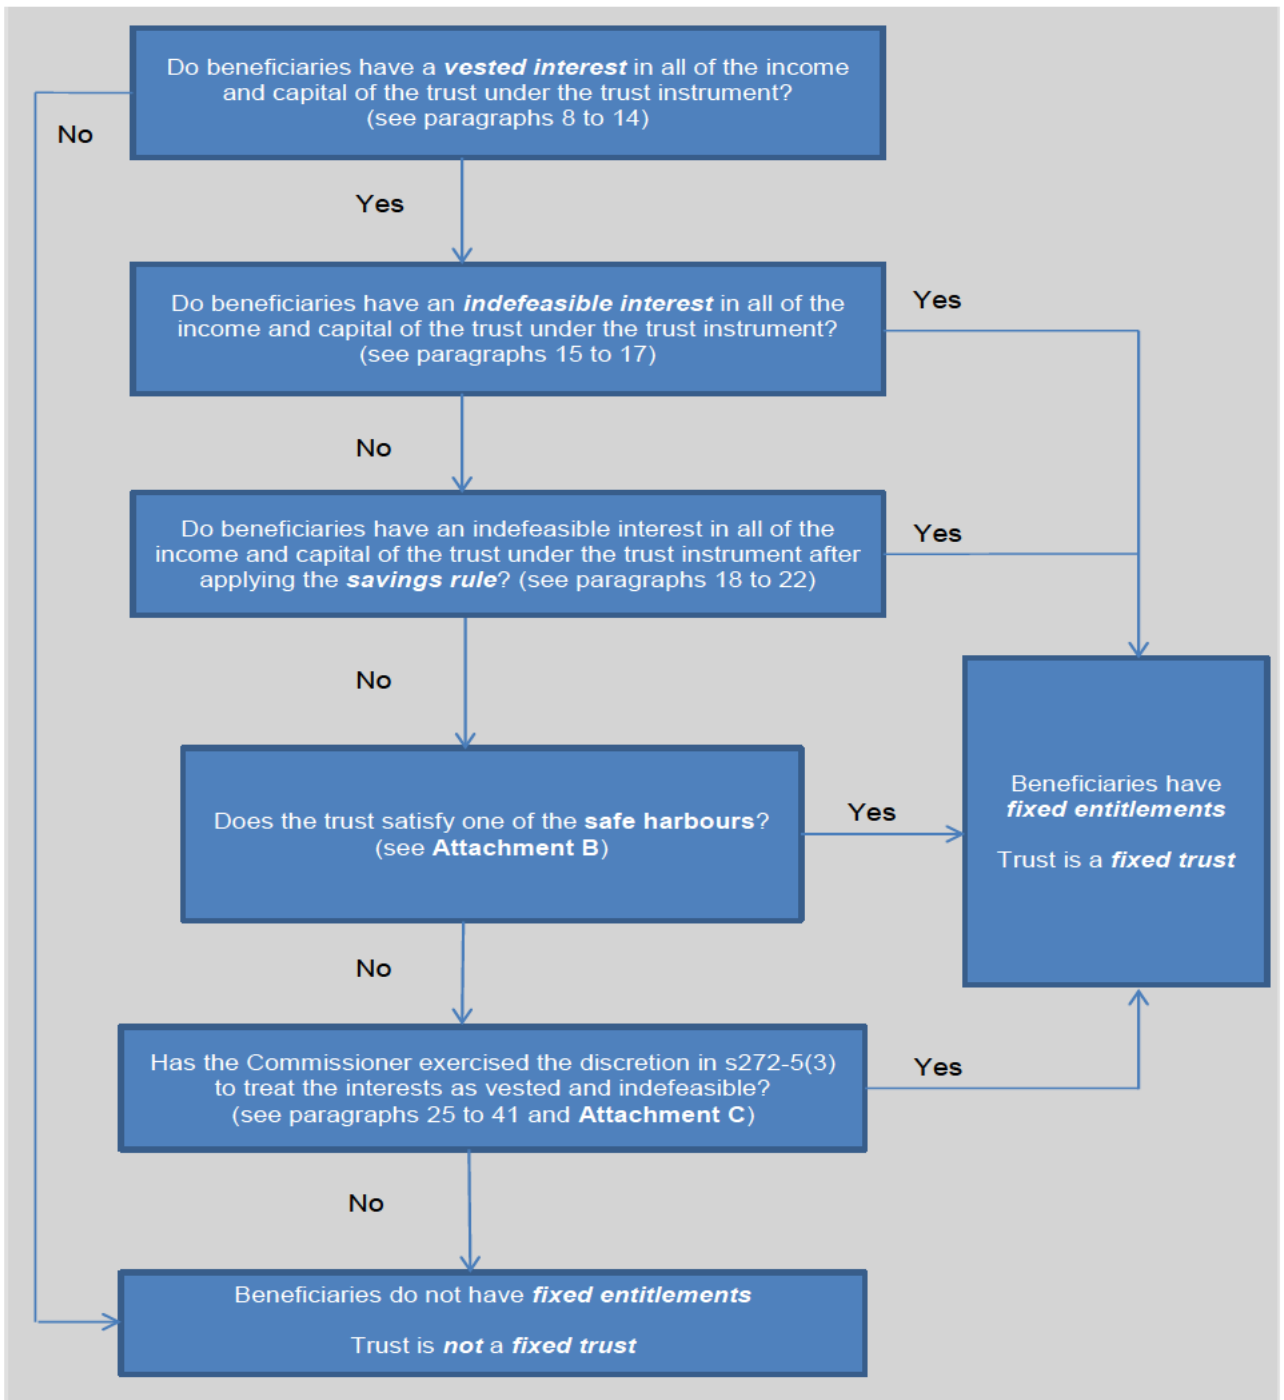 Do beneficiaries have a vested interest in all of the income
and capital of the trust under the trust instrument?
(see paragraphs 8 to 14)
No
Yes
Do beneficiaries have an indefeasible interest in all of the
income and capital of the trust under the trust instrument?
(see paragraphs 15 to 17)
Yes
No
Do beneficiaries have an indefeasible interest in all of the
income and capital of the trust under the trust instrument after
applying the savings rule? (see paragraphs 18 to 22)
Yes
No
Does the trust satisfy one of the safe harbours?
(see Attachment B)
Yes
Beneficiaries have
fixed entitlements
Trust is a fixed trust
No
Has the Commissioner exercised the discretion in s272-5(3)
to treat the interests as vested and indefeasible?
(see paragraphs 25 to 41 and Attachment C)
Yes
No
Beneficiaries do not have fixed entitlements
Trust is not a fixed trust